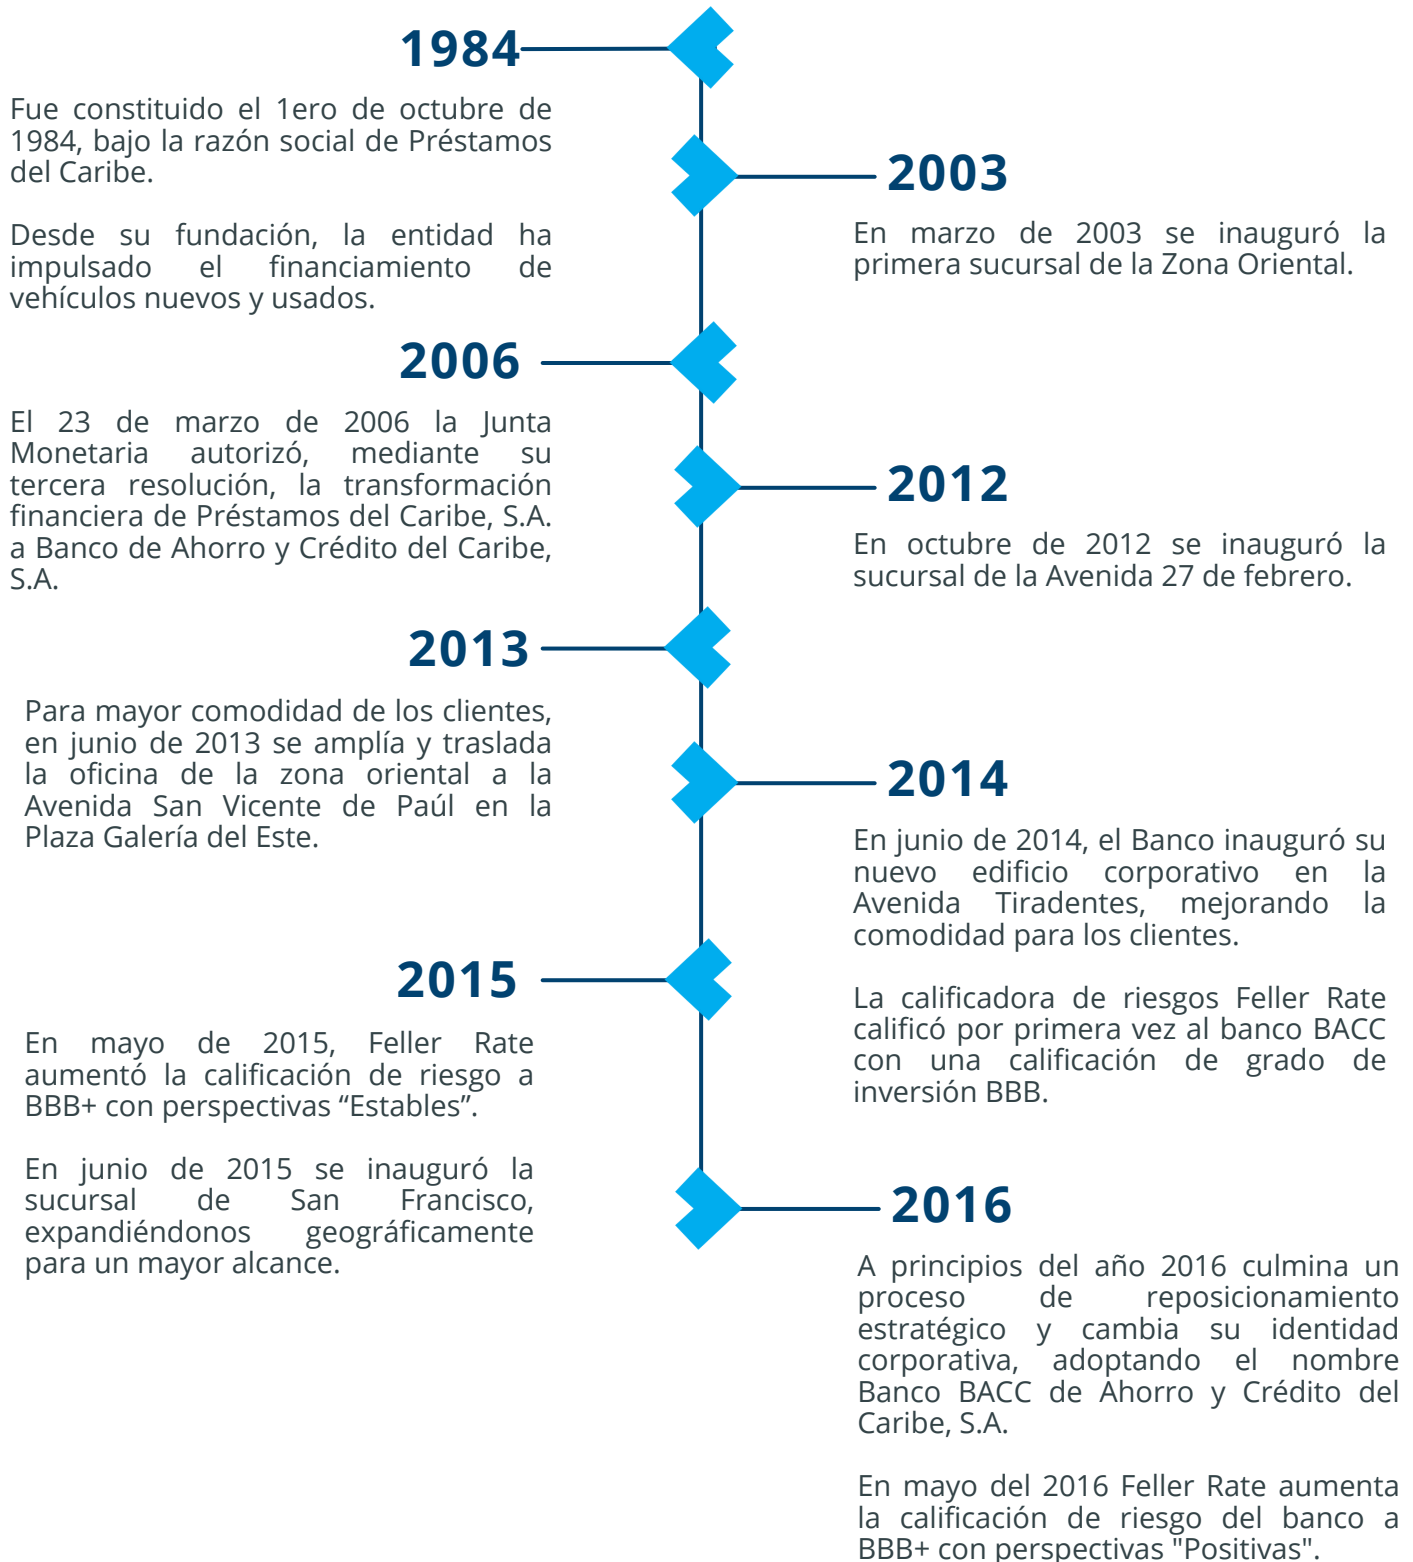 1984
Fue constituido el 1ero de octubre de
1984, bajo la razón social de Préstamos
del Caribe.
Desde su fundación, la entidad ha
impulsado el financiamiento de
vehículos nuevos y usados.
2003
En marzo de 2003 se inauguró la
primera sucursal de la Zona Oriental.
2006
El 23 de marzo de 2006 la Junta
Monetaria autorizó, mediante su
tercera resolución, la transformación
financiera de Préstamos del Caribe, S.A.
a Banco de Ahorro y Crédito del Caribe,
S.A.
2012
En octubre de 2012 se inauguró la
sucursal de la Avenida 27 de febrero.
2013
Para mayor comodidad de los clientes,
en junio de 2013 se amplía y traslada
la oficina de la zona oriental a la
Avenida San Vicente de Paúl en la
Plaza Galería del Este.
2014
En junio de 2014, el Banco inauguró su
nuevo edificio corporativo en la
Avenida Tiradentes, mejorando la
comodidad para los clientes.
La calificadora de riesgos Feller Rate
calificó por primera vez al banco BACC
con una calificación de grado de
inversión BBB.
2015
En mayo de 2015, Feller Rate
aumentó la calificación de riesgo a
BBB+ con perspectivas “Estables”.
En junio de 2015 se inauguró la
sucursal de San Francisco,
expandiéndonos geográficamente
para un mayor alcance.
2016
A principios del año 2016 culmina un
proceso de reposicionamiento
estratégico y cambia su identidad
corporativa, adoptando el nombre
Banco BACC de Ahorro y Crédito del
Caribe, S.A.
En mayo del 2016 Feller Rate aumenta
la calificación de riesgo del banco a
BBB+ con perspectivas "Positivas".